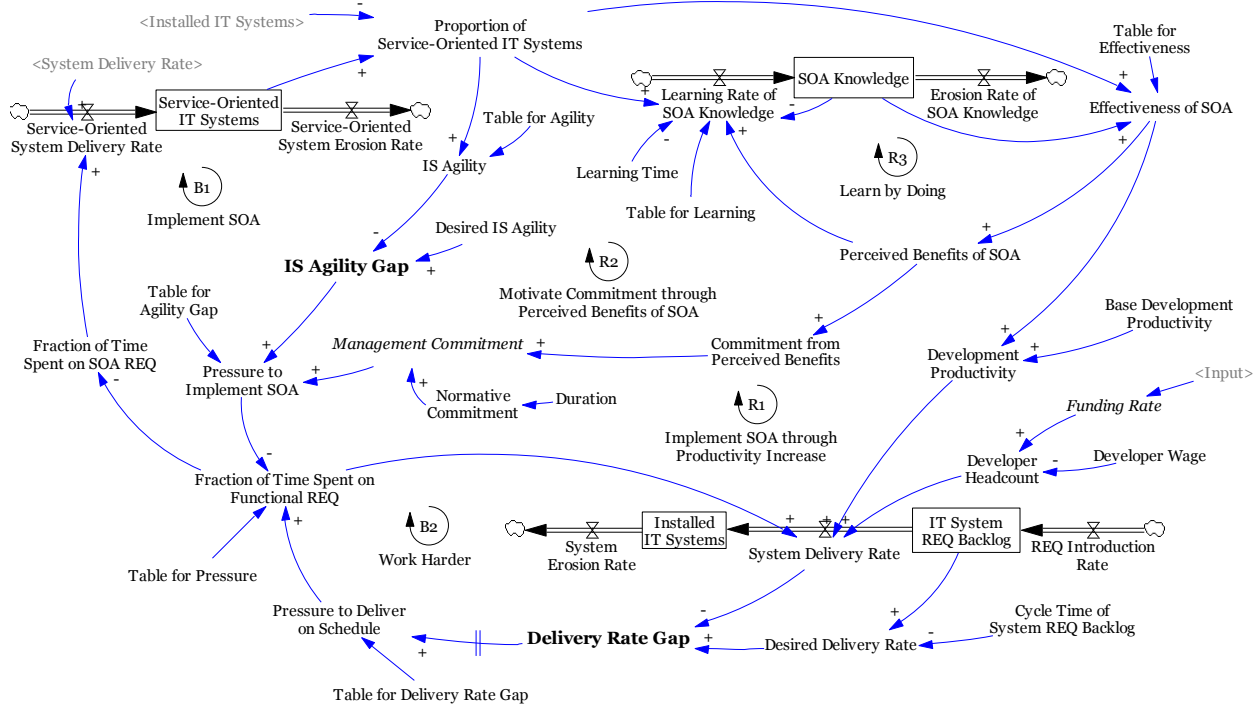 <Installed IT Systems>
-
Proportion of
Service-Oriented IT Systems
Table for
Effectiveness
<System Delivery Rate>
+
+
+
Service-Oriented
IT Systems
Service-Oriented
System Delivery Rate
Service-Oriented
System Erosion Rate
SOA Knowledge
Learning Rate of
SOA Knowledge
+
-
Erosion Rate of
SOA Knowledge
Effectiveness of SOA
Table for Agility
+
IS Agility
-
+
+
+
Learning Time
Table for Learning
R3
Learn by Doing
B1
Implement SOA
Desired IS Agility
-
+
IS Agility Gap
R2
Motivate Commitment through
Perceived Benefits of SOA
+
Perceived Benefits of SOA
Table for
Agility Gap
Base Development
Productivity
Fraction of Time
Spent on SOA REQ
-
+
Pressure to
Implement SOA
+
Management Commitment
+
+
Commitment from
Perceived Benefits
+
+
Development
Productivity
+
Normative
Commitment
Duration
R1
Implement SOA through
Productivity Increase
<Input>
Funding Rate
+
Developer
Headcount
-
Developer Wage
-
Fraction of Time Spent on
Functional REQ
+
B2
Work Harder
System
Erosion Rate
Installed
IT Systems
+
+
+
System Delivery Rate
IT System
REQ Backlog
REQ Introduction
Rate
Table for Pressure
Pressure to Deliver
on Schedule
+
-
+
Delivery Rate Gap
+
Desired Delivery Rate
-
Cycle Time of
System REQ Backlog
Table for Delivery Rate Gap